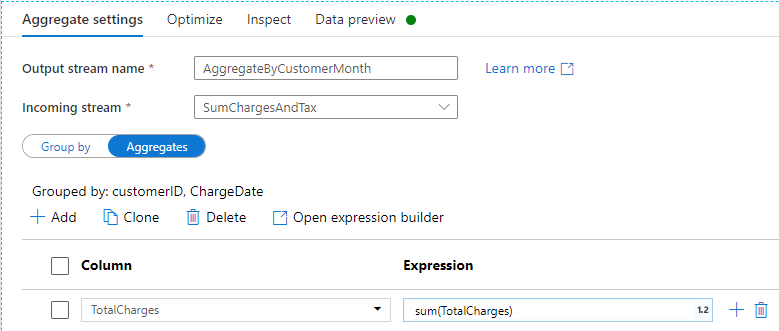 Aggregate settings Optimize Inspect Data preview
Output stream name * AggregateByCustomerMonth Learn more
Incoming stream * SumChargesAndTax
Group by Aggregates
Grouped by: customerID, ChargeDate
Add Clone Delete Open expression builder
Column Expression
TotalCharges sum(TotalCharges) 1.2